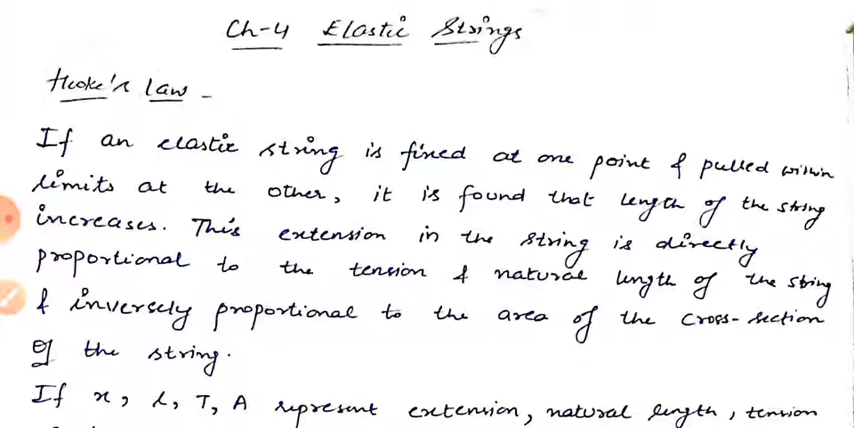 Ch-4 Elastic Strings
Hooke's Law -
If an elastic string is fixed at one point & pulled within
limits at the other, it is found that length of the string
increases. This extension in the string is directly
proportional to the tension & natural length of the string
& inversely proportional to the area of the cross-section
of the string.
If x, l, T, A represent extension, natural length, tension